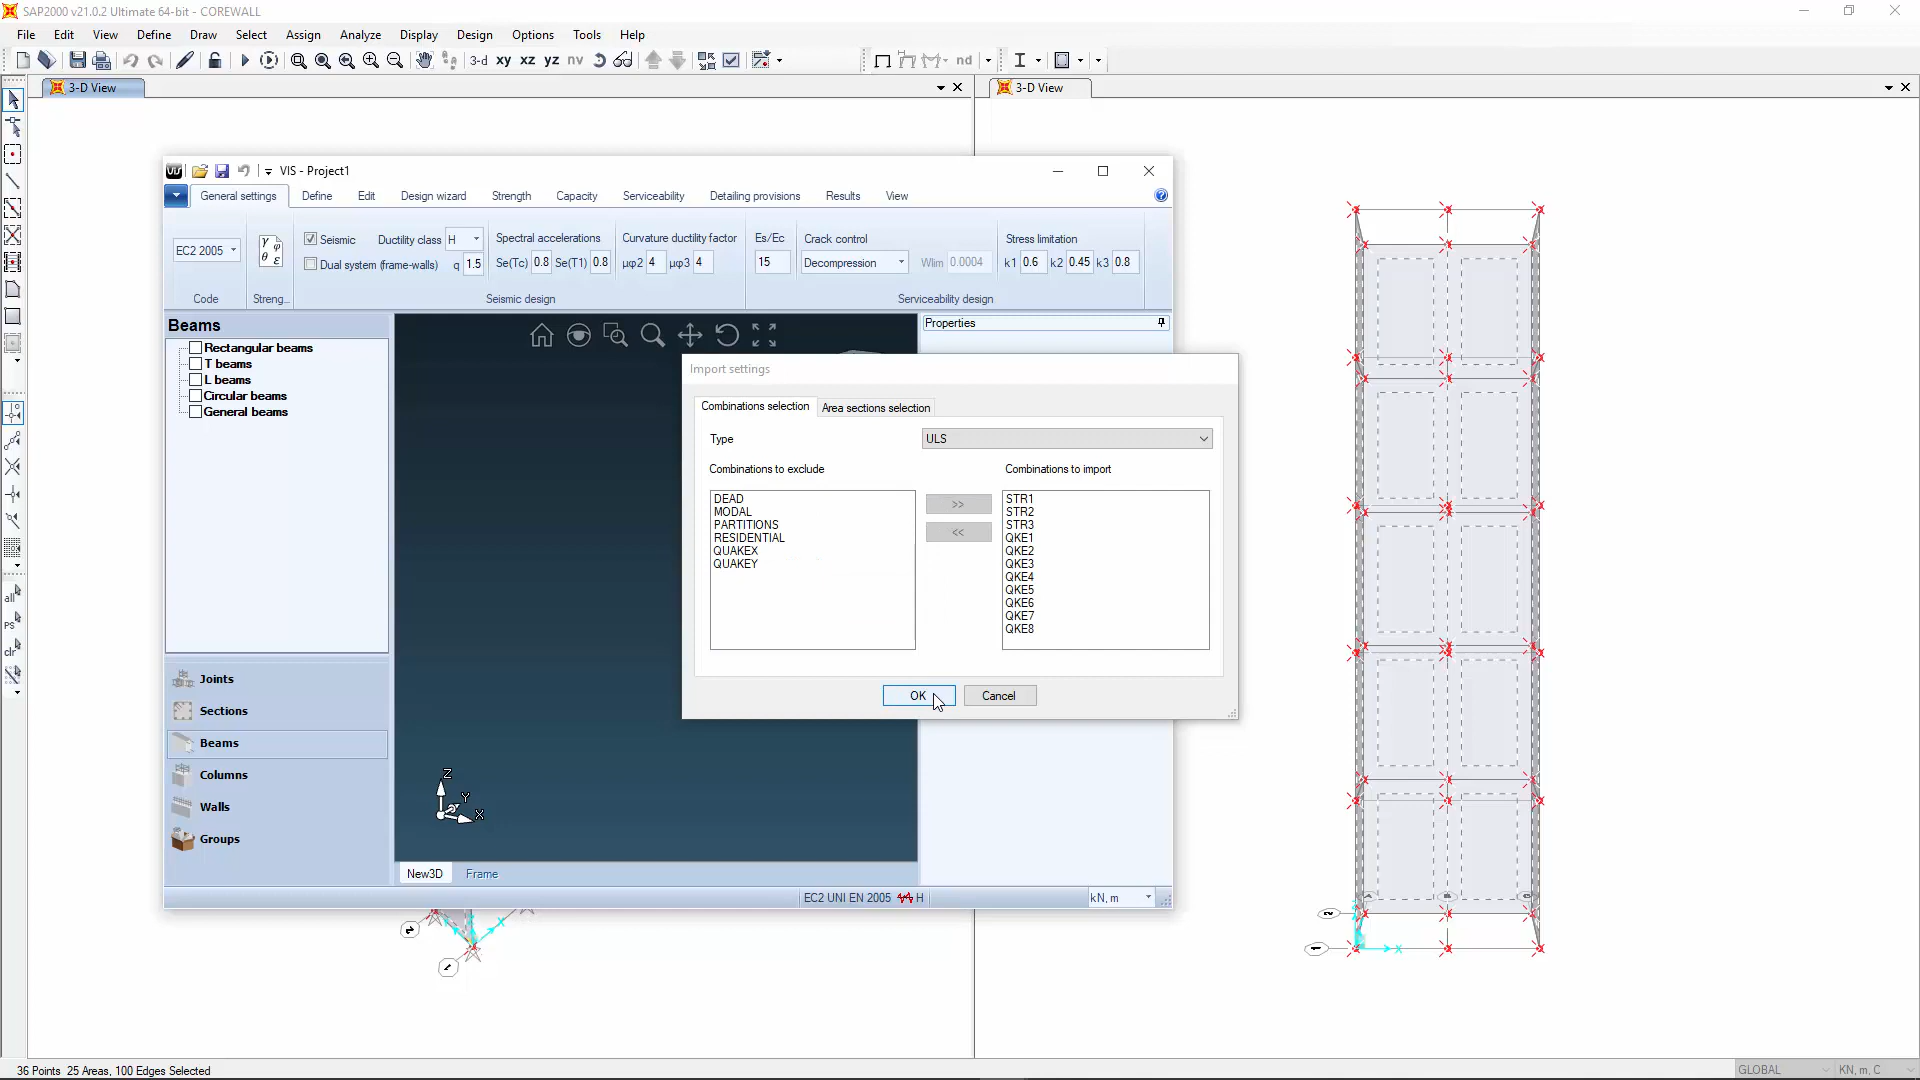 SAP2000 v21.0.2 Ultimate 64-bit - COREWALL
File Edit View Define Draw Select Assign Analyze Display Design Options Tools Help
3-d xy xz yz nv nd
3-D View
3-D View
VIS - Project1
General settings Define Edit Design wizard Strength Capacity Serviceability Detailing provisions Results View
EC2 2005
Code
γ φ
θ ε
Streng...
Seismic Ductility class H
Dual system (frame-walls) q 1.5
Spectral accelerations
Se(Tc) 0.8 Se(T1) 0.8
Curvature ductility factor
μφ2 4 μφ3 4
Seismic design
Es/Ec
15
Crack control
Decompression Wlim 0.0004
Stress limitation
k1 0.6 k2 0.45 k3 0.8
Serviceability design
Beams
Rectangular beams
T beams
L beams
Circular beams
General beams
Joints
Sections
Beams
Columns
Walls
Groups
Properties
Import settings
Combinations selection Area sections selection
Type ULS
Combinations to exclude
DEAD
MODAL
PARTITIONS
RESIDENTIAL
QUAKEX
QUAKEY
>>
<<
Combinations to import
STR1
STR2
STR3
QKE1
QKE2
QKE3
QKE4
QKE5
QKE6
QKE7
QKE8
OK Cancel
Z
Y
X
New3D Frame
EC2 UNI EN 2005 H
kN, m
all
PS
clr
X
X
36 Points 25 Areas, 100 Edges Selected
GLOBAL KN, m, C